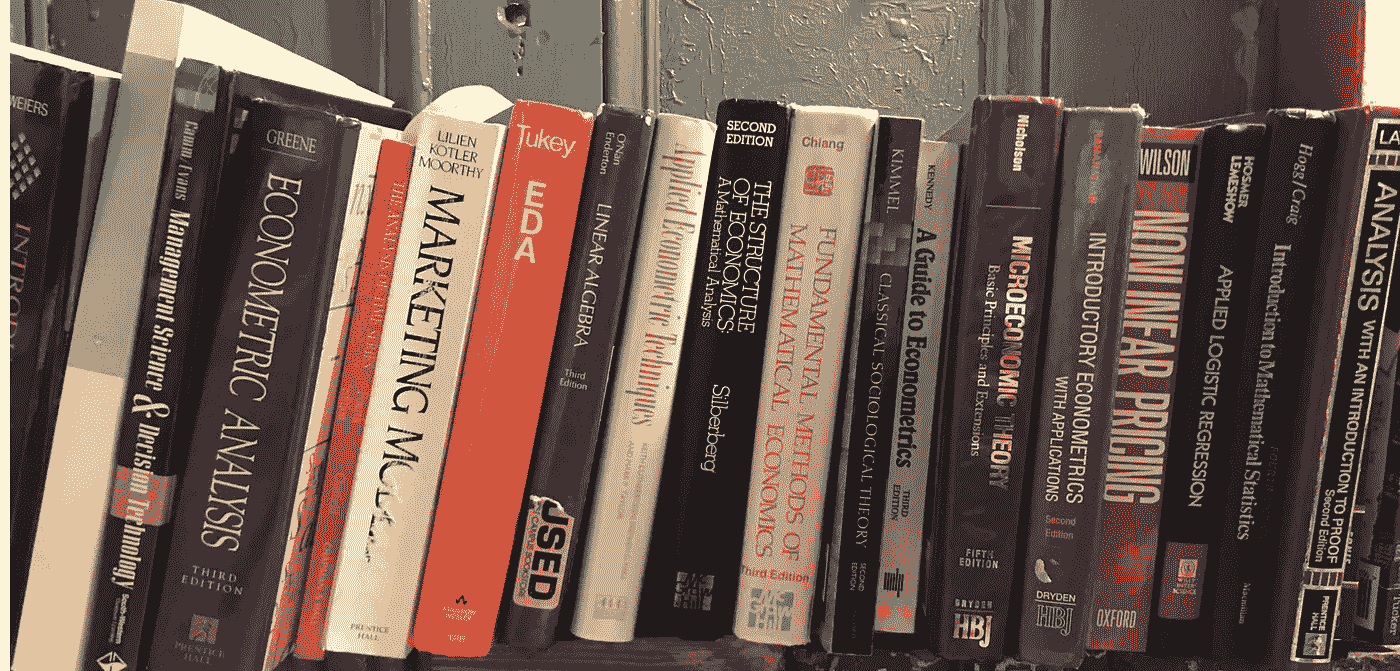 WEIERS
Camm/Evans
Management Science & Decision Technology
GREENE
ECONOMETRIC ANALYSIS
THIRD
EDITION
PRENTICE
HALL
LILIEN
KOTLER
MOORTHY
MARKETING
PRENTICE
HALL
Tukey
EDA
O'Nan
Enderton
LINEAR ALGEBRA
Third
Edition
USED
Applied Econometric Techniques
SECOND
EDITION
THE STRUCTURE
OF ECONOMICS
A Mathematical Analysis
Silberberg
Chiang
FUNDAMENTAL METHODS OF
MATHEMATICAL ECONOMICS
Third Edition
KIMMEL
CLASSICAL SOCIOLOGICAL THEORY
SECOND
EDITION
KENNEDY
A Guide to Econometrics
THIRD
EDITION
Nicholson
MICROECONOMIC THEORY
Basic Principles and Extensions
FIFTH
EDITION
DRYDEN
HBJ
INTRODUCTORY ECONOMETRICS
WITH APPLICATIONS
Second
Edition
DRYDEN
HBJ
WILSON
NONLINEAR PRICING
OXFORD
HOSMER
LEMESHOW
APPLIED LOGISTIC REGRESSION
Hogg/Craig
Introduction to Mathematical Statistics
Macmillan
ANALYSIS WITH AN INTRODUCTION TO PROOF
Second Edition
PRENTICE
HALL